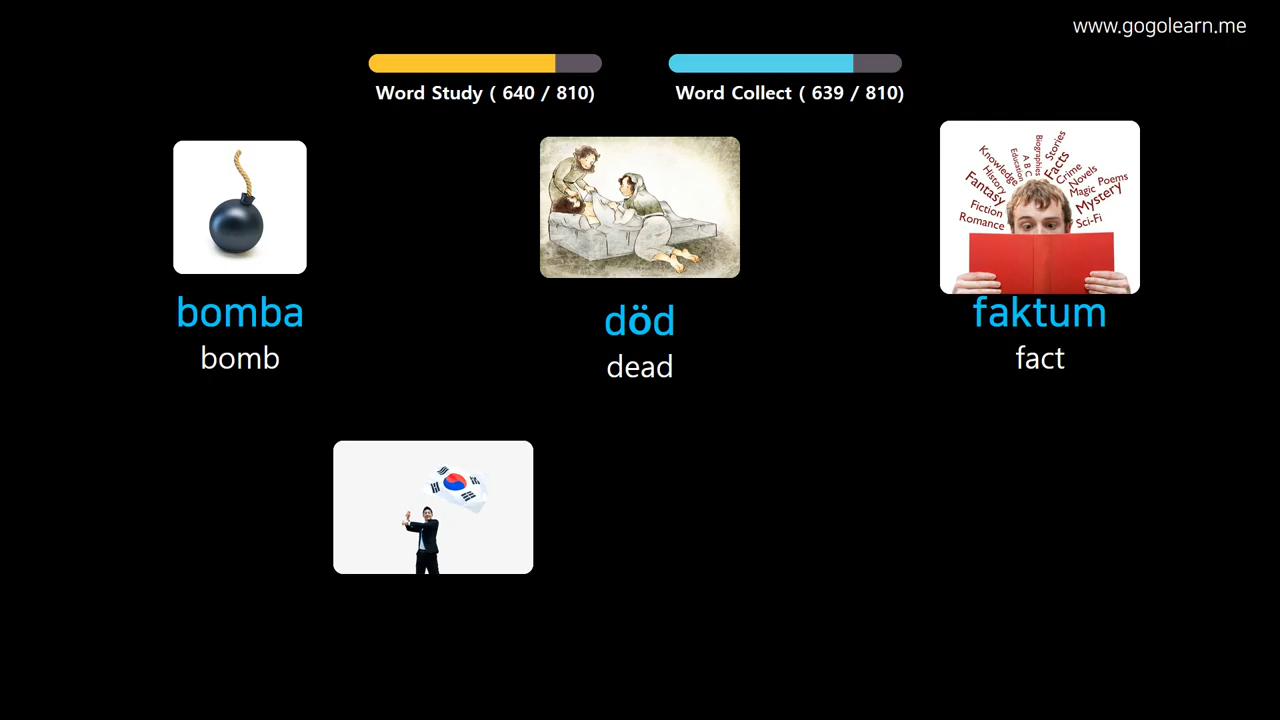 www.gogolearn.me
Word Study ( 640 / 810)
Word Collect ( 639 / 810)
Knowledge
History
Fantasy
Fiction
Romance
Education
A B C
Biographies
Stories
Facts
Crime
Novels
Magic
Poems
Mystery
Sci-Fi
bomba
bomb
död
dead
faktum
fact